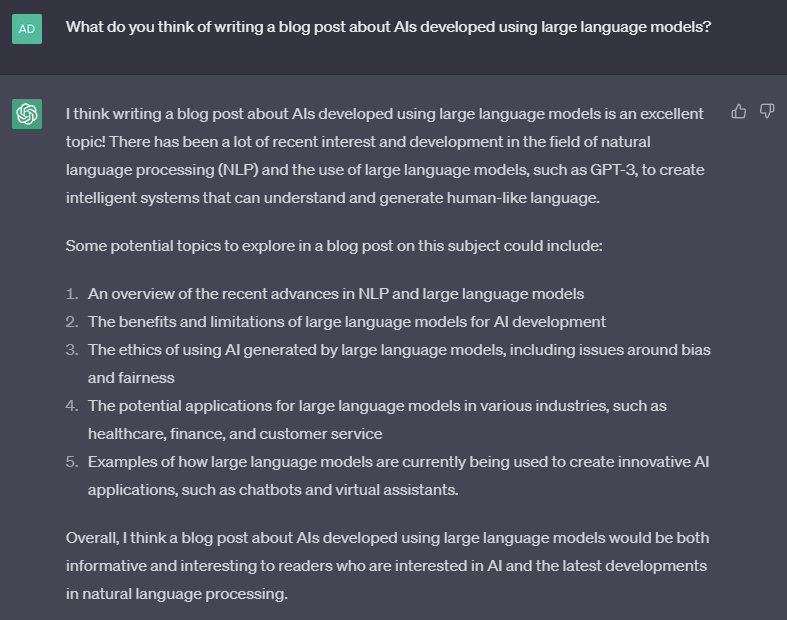 AD
What do you think of writing a blog post about AIs developed using large language models?
I think writing a blog post about AIs developed using large language models is an excellent
topic! There has been a lot of recent interest and development in the field of natural
language processing (NLP) and the use of large language models, such as GPT-3, to create
intelligent systems that can understand and generate human-like language.
Some potential topics to explore in a blog post on this subject could include:
1. An overview of the recent advances in NLP and large language models
2. The benefits and limitations of large language models for AI development
3. The ethics of using AI generated by large language models, including issues around bias
and fairness
4. The potential applications for large language models in various industries, such as
healthcare, finance, and customer service
5. Examples of how large language models are currently being used to create innovative AI
applications, such as chatbots and virtual assistants.
Overall, I think a blog post about AIs developed using large language models would be both
informative and interesting to readers who are interested in AI and the latest developments
in natural language processing.